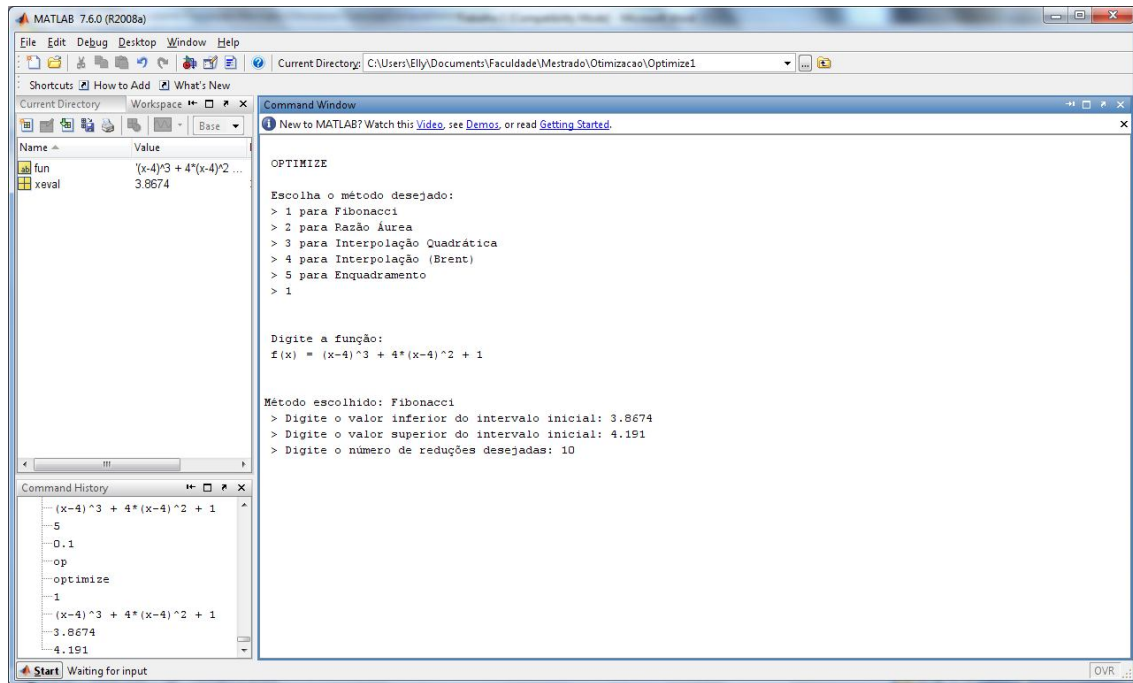 MATLAB 7.6.0 (R2008a)
File Edit Debug Desktop Window Help
Current Directory: C:\Users\Elly\Documents\Faculdade\Mestrado\Otimizacao\Optimize1
Shortcuts How to Add What's New
Current Directory Workspace
Base
Name Value
fun '(x-4)^3 + 4*(x-4)^2 ...
xeval 3.8674
Command History
(x-4)^3 + 4*(x-4)^2 + 1
5
0.1
op
optimize
1
(x-4)^3 + 4*(x-4)^2 + 1
3.8674
4.191
Command Window
New to MATLAB? Watch this Video, see Demos, or read Getting Started.
OPTIMIZE
Escolha o método desejado:
> 1 para Fibonacci
> 2 para Razão Áurea
> 3 para Interpolação Quadrática
> 4 para Interpolação (Brent)
> 5 para Enquadramento
> 1
Digite a função:
f(x) = (x-4)^3 + 4*(x-4)^2 + 1
Método escolhido: Fibonacci
> Digite o valor inferior do intervalo inicial: 3.8674
> Digite o valor superior do intervalo inicial: 4.191
> Digite o número de reduções desejadas: 10
Start Waiting for input
OVR